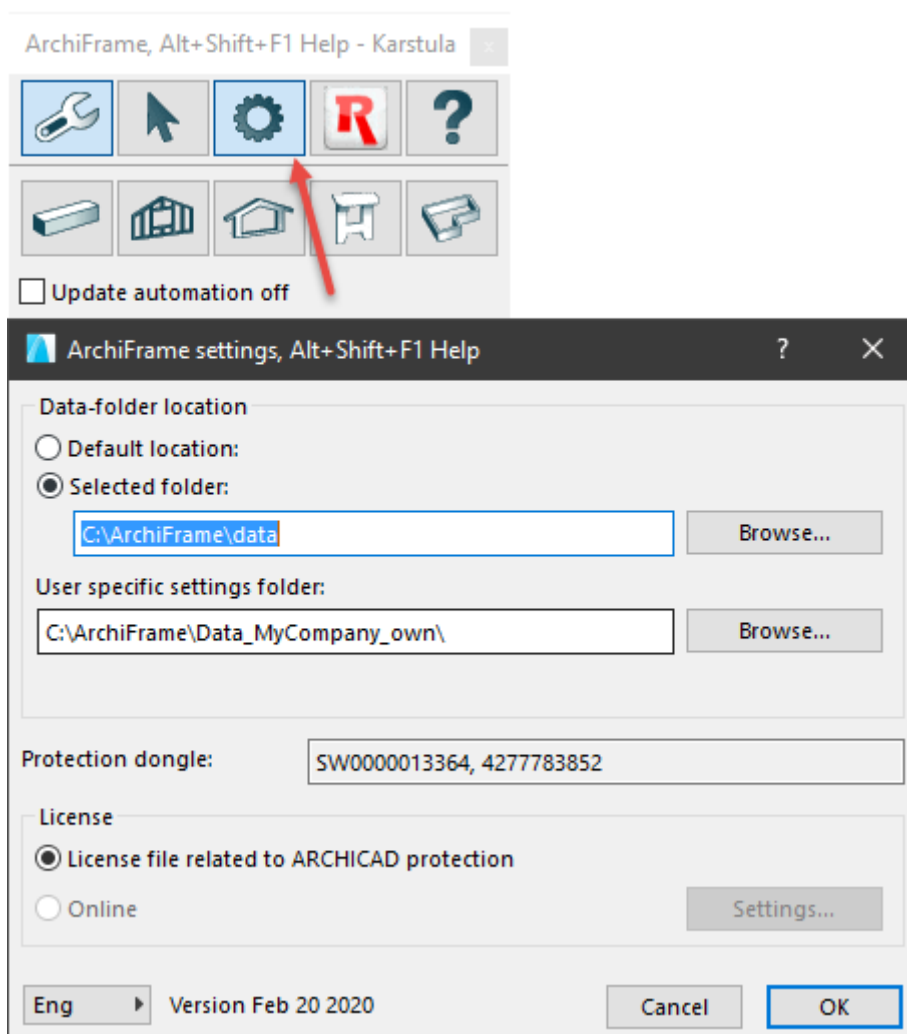 ArchiFrame, Alt+Shift+F1 Help - Karstula x
R ?
Update automation off
ArchiFrame settings, Alt+Shift+F1 Help ? X
Data-folder location
Default location:
Selected folder:
C:\ArchiFrame\data Browse...
User specific settings folder:
C:\ArchiFrame\Data_MyCompany_own\ Browse...
Protection dongle: SW0000013364, 4277783852
License
License file related to ARCHICAD protection
Online Settings...
Eng Version Feb 20 2020 Cancel OK